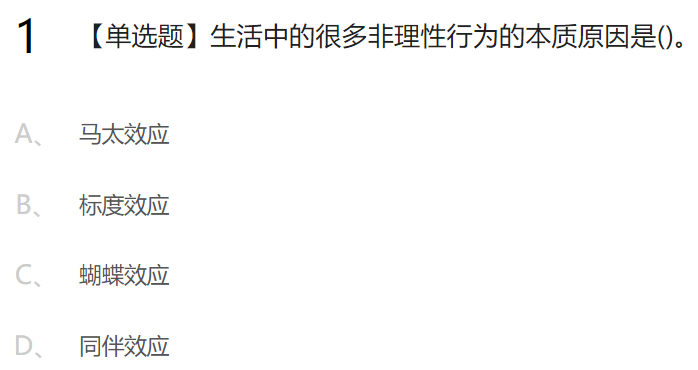 1 【单选题】生活中的很多非理性行为的本质原因是()。
A、 马太效应
B、 标度效应
C、 蝴蝶效应
D、 同伴效应